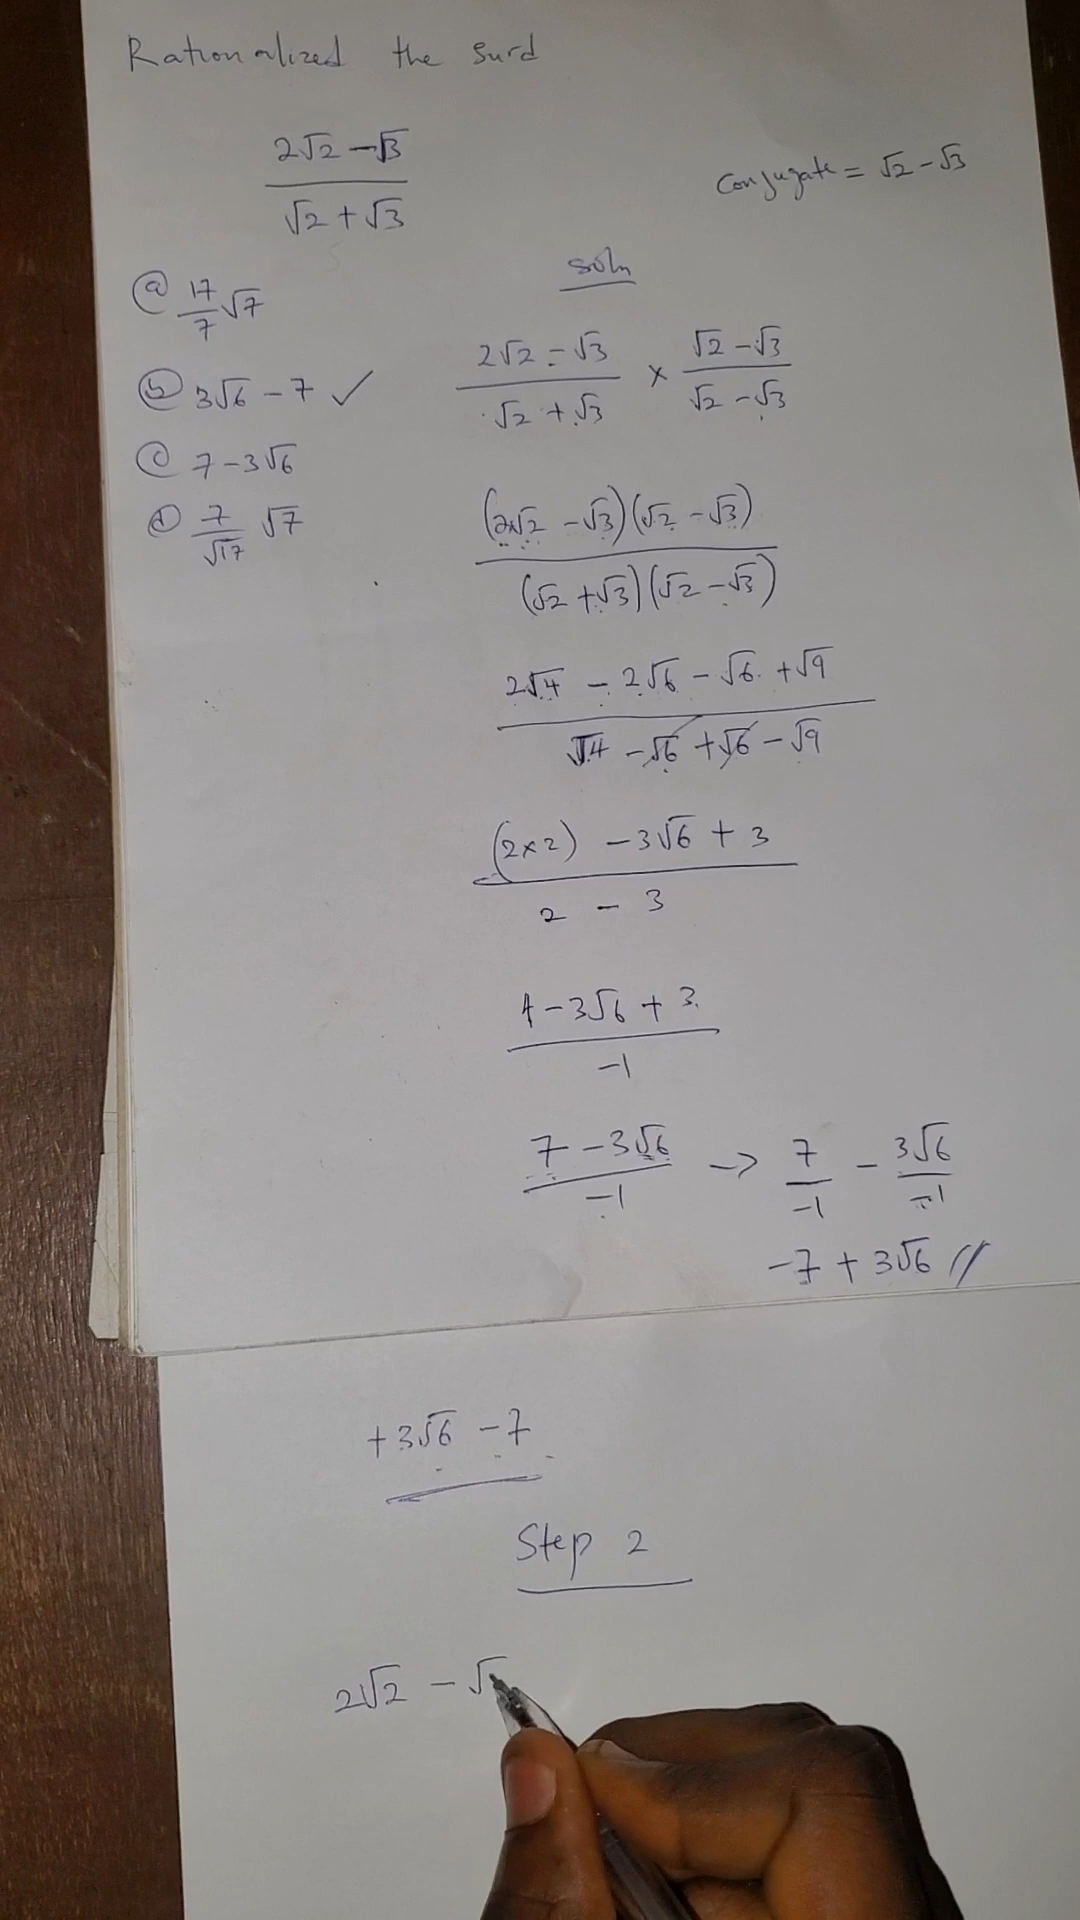 Rationalized the surd
2√2 - √3
√2 + √3
Conjugate = √2 - √3
ⓐ 17/7 √7
ⓑ 3√6 - 7 ✓
ⓒ 7 - 3√6
ⓓ 7/√17 √7
soln
2√2 - √3 / √2 + √3 × √2 - √3 / √2 - √3
(2√2 - √3)(√2 - √3)
(√2 + √3)(√2 - √3)
2√4 - 2√6 - √6 + √9
√4 - √6 + √6 - √9
(2×2) - 3√6 + 3
2 - 3
4 - 3√6 + 3
-1
7 - 3√6 / -1 → 7/-1 - 3√6/-1
-7 + 3√6 //
+3√6 - 7
Step 2
2√2 - √